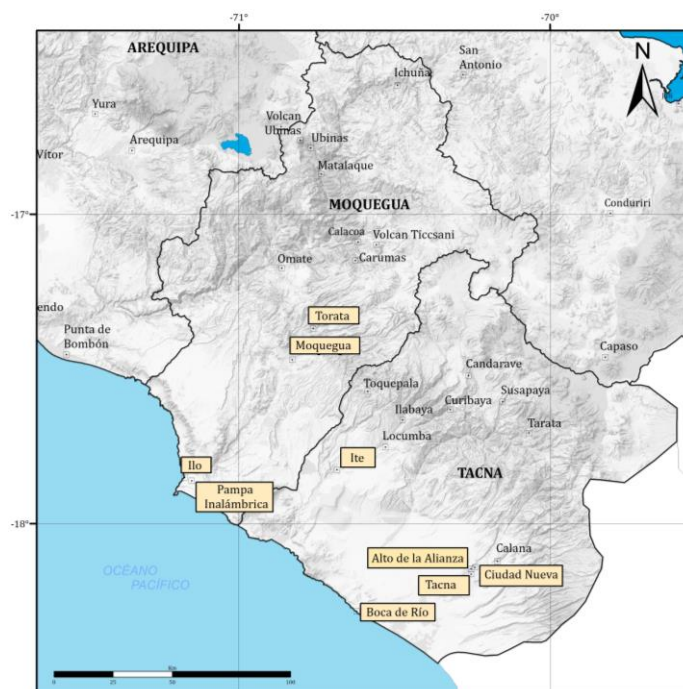 -71
-70
AREQUIPA
San
Antonio
N
Ichuña
Yura
Volcan
Ubinas
Ubinas
Arequipa
Vítor
Matalaque
-17
MOQUEGUA
Conduriri
Calacoa
Volcan Ticcsani
Omate
Carumas
endo
Torata
Punta de
Bombón
Moquegua
Capaso
Candarave
Toquepala
Susapaya
Curibaya
Ilabaya
Tarata
Locumba
Ite
Ilo
TACNA
Pampa
Inalámbrica
-18
Alto de la Alianza
Calana
OCÉANO
PACÍFICO
Ciudad Nueva
Tacna
Boca de Río
Km
0
25
50
100